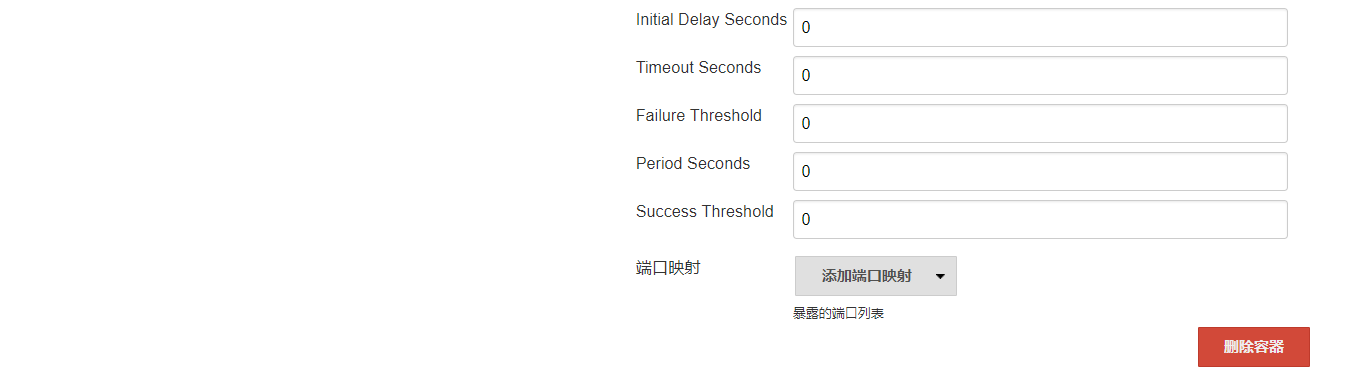 Initial Delay Seconds 0
Timeout Seconds 0
Failure Threshold 0
Period Seconds 0
Success Threshold 0
端口映射 添加端口映射
暴露的端口列表
删除容器